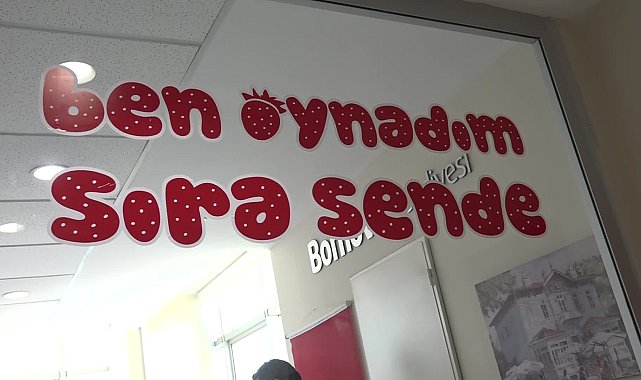 ben oynadım
sıra sende